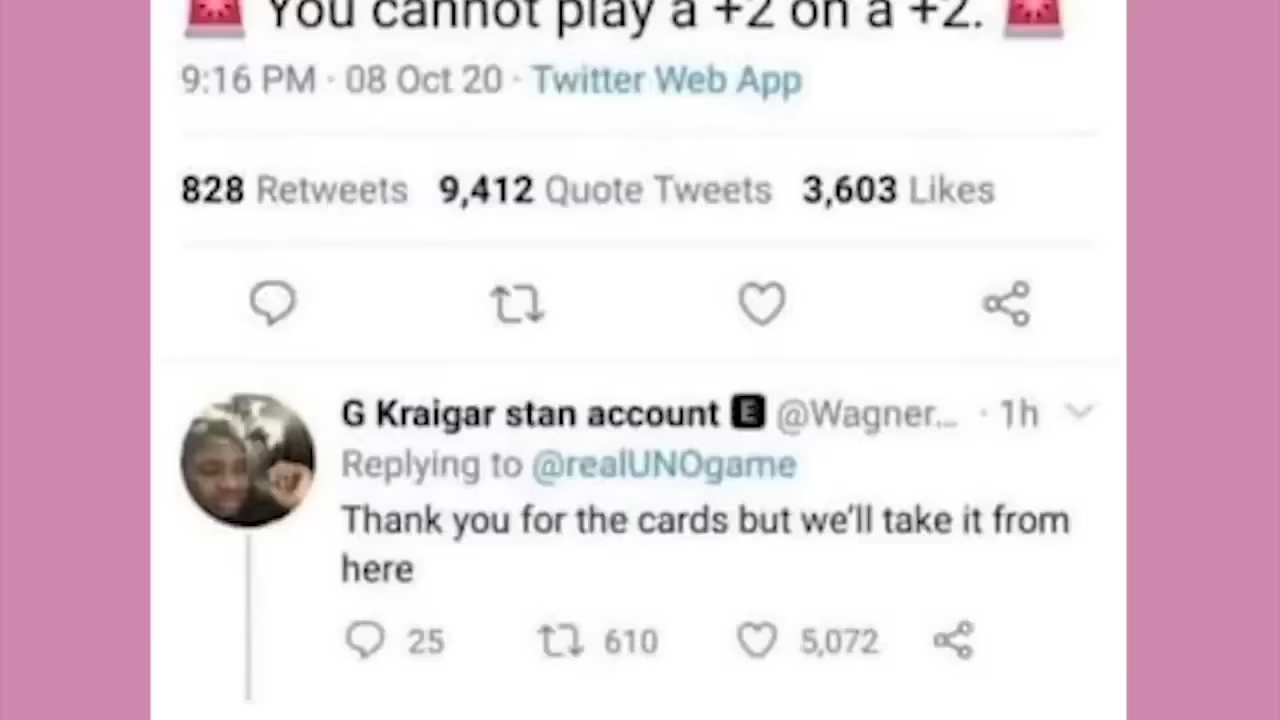 You cannot play a +2 on a +2.
9:16 PM · 08 Oct 20 · Twitter Web App
828 Retweets 9,412 Quote Tweets 3,603 Likes
G Kraigar stan account E @Wagner... · 1h
Replying to @realUNOgame
Thank you for the cards but we'll take it from
here
25 610 5,072